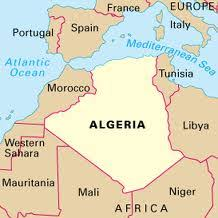 France
EUROPE
Portugal
Spain
Italy
Mediterranean Sea
Atlantic
Ocean
Tunisia
Morocco
ALGERIA
Libya
Western
Sahara
Mauritania
Mali
Niger
AFRICA